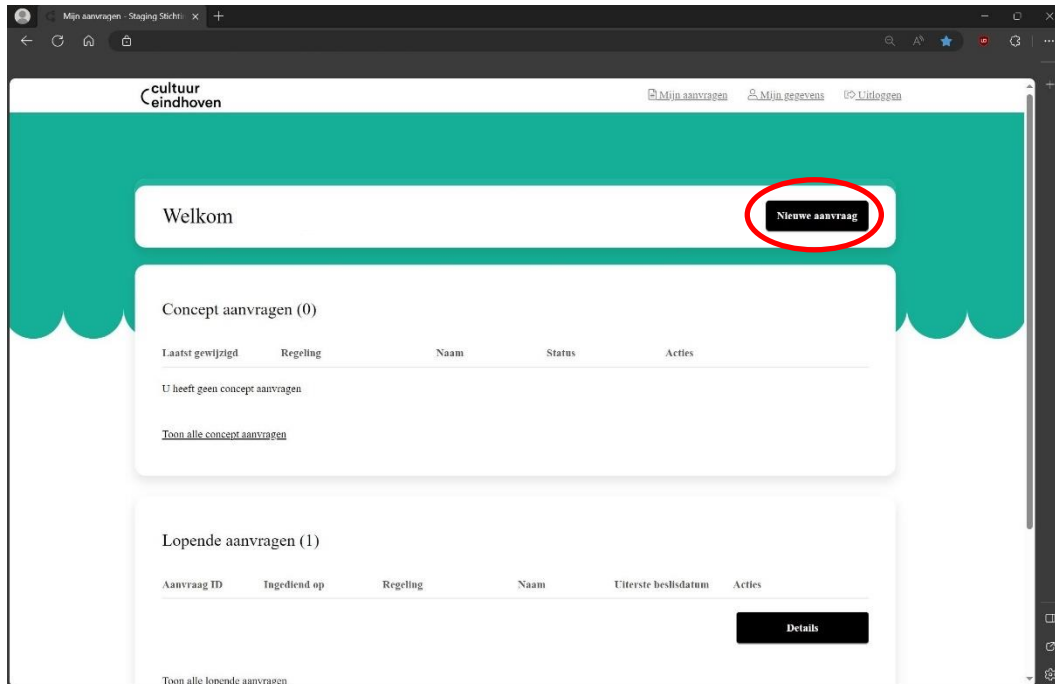 Mijn aanvragen - Staging Stichti
cultuur
eindhoven
Mijn aanvragen Mijn gegevens Uitloggen
Welkom
Nieuwe aanvraag
Concept aanvragen (0)
Laatst gewijzigd Regeling Naam Status Acties
U heeft geen concept aanvragen
Toon alle concept aanvragen
Lopende aanvragen (1)
Aanvraag ID Ingediend op Regeling Naam Uiterste beslisdatum Acties
Details
Toon alle lopende aanvragen